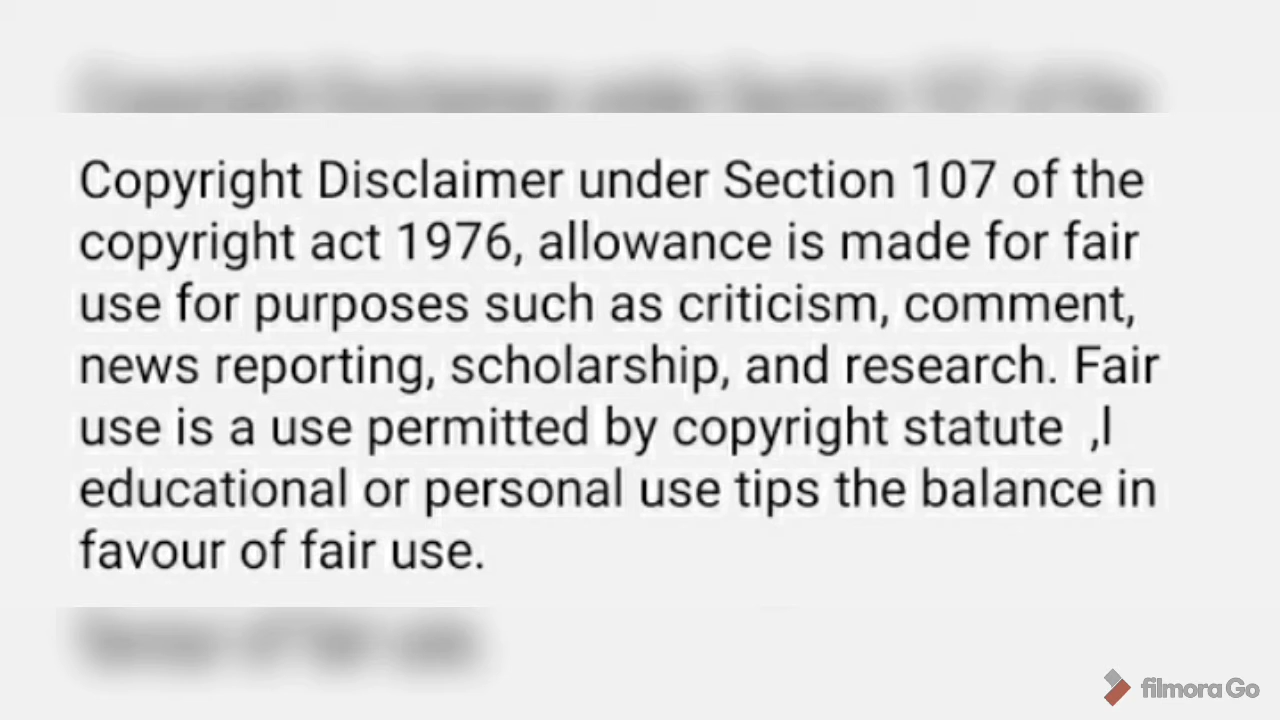 Copyright Disclaimer under Section 107 of the
copyright act 1976, allowance is made for fair
use for purposes such as criticism, comment,
news reporting, scholarship, and research. Fair
use is a use permitted by copyright statute  ,l
educational or personal use tips the balance in
favour of fair use.
filmora Go